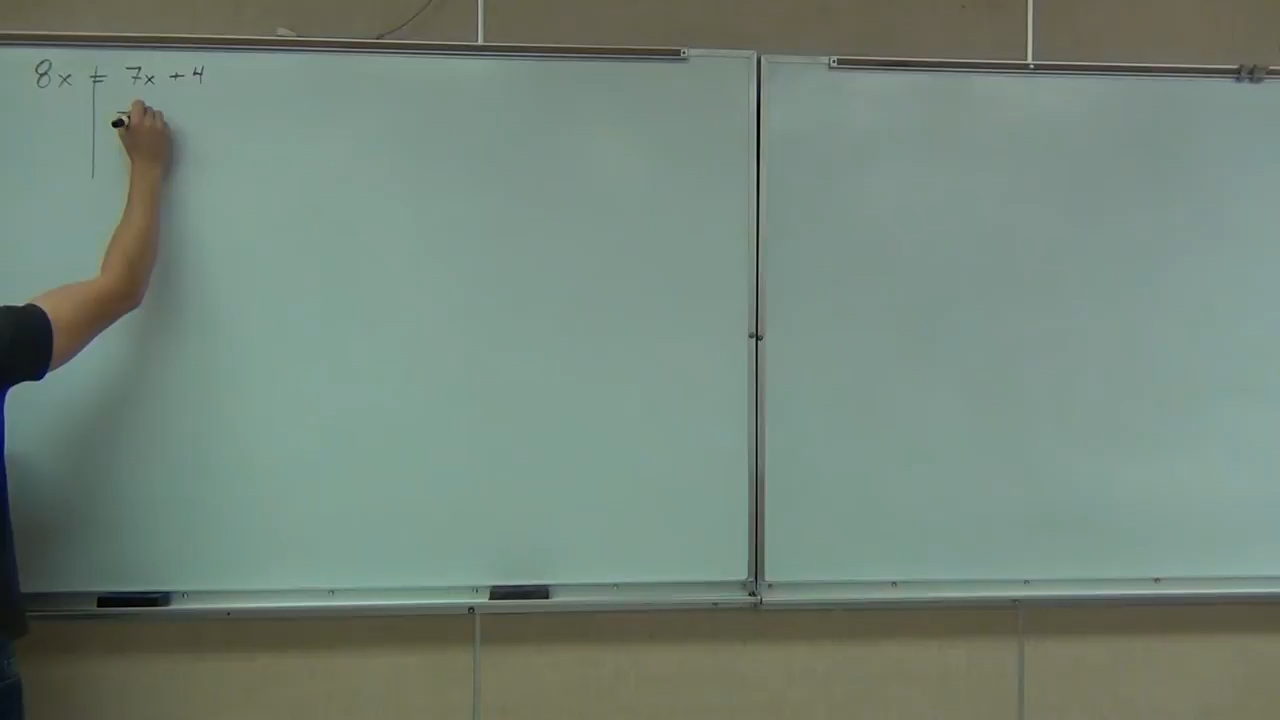 8x = 7x + 4
-